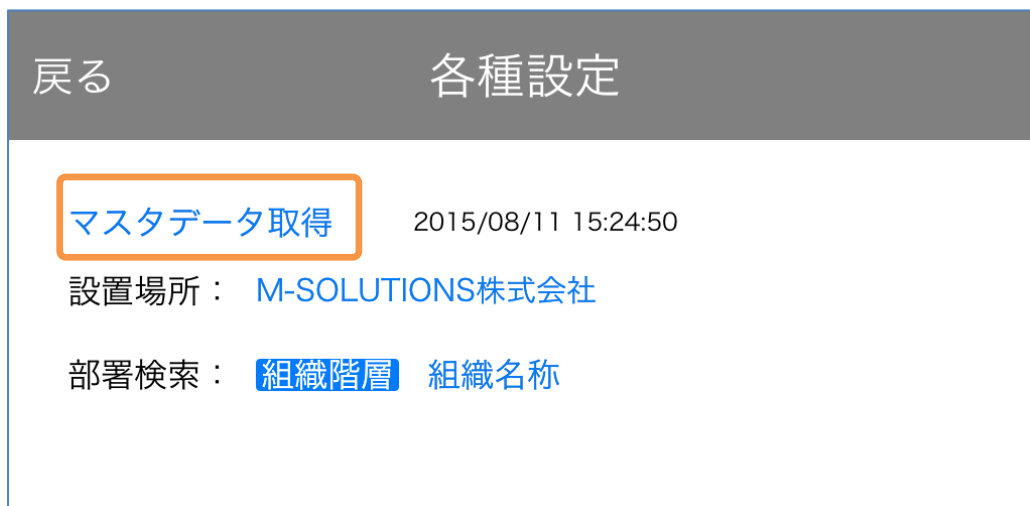 戻る 各種設定
マスタデータ取得 2015/08/11 15:24:50
設置場所： M-SOLUTIONS株式会社
部署検索： 組織階層 組織名称